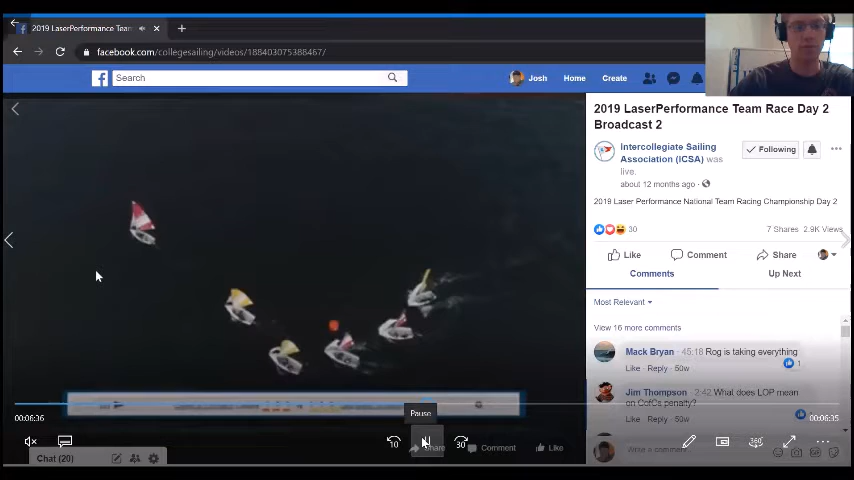 2019 LaserPerformance Team
facebook.com/collegesailing/videos/188403075388467/
Search
Josh
Home
Create
2019 LaserPerformance Team Race Day 2
Broadcast 2
Intercollegiate Sailing
Association (ICSA) was
live.
about 12 months ago
Following
2019 Laser Performance National Team Racing Championship Day 2
30
7 Shares 2.9K Views
Like
Comment
Share
Comments
Up Next
Most Relevant
View 16 more comments
Mack Bryan · 45:18 Rog is taking everything
1
Like · Reply · 50w
Jim Thompson · 2:42 What does LOP mean
on CofCs penalty?
Like · Reply · 50w
Write a comment...
00:06:36
Pause
00:06:35
10
30
Share
Comment
Like
360
Chat (20)